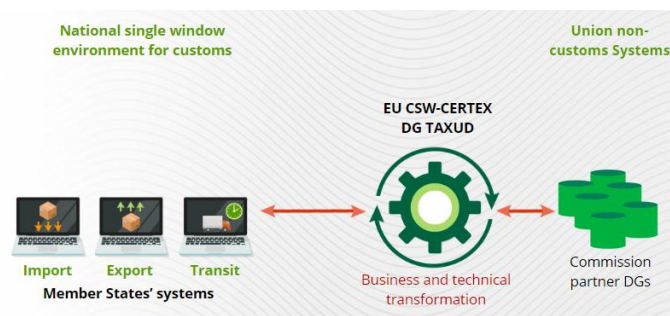 National single window
environment for customs
Union non-
customs Systems
EU CSW-CERTEX
DG TAXUD
Import
Export
Transit
Member States’ systems
Business and technical
transformation
Commission
partner DGs